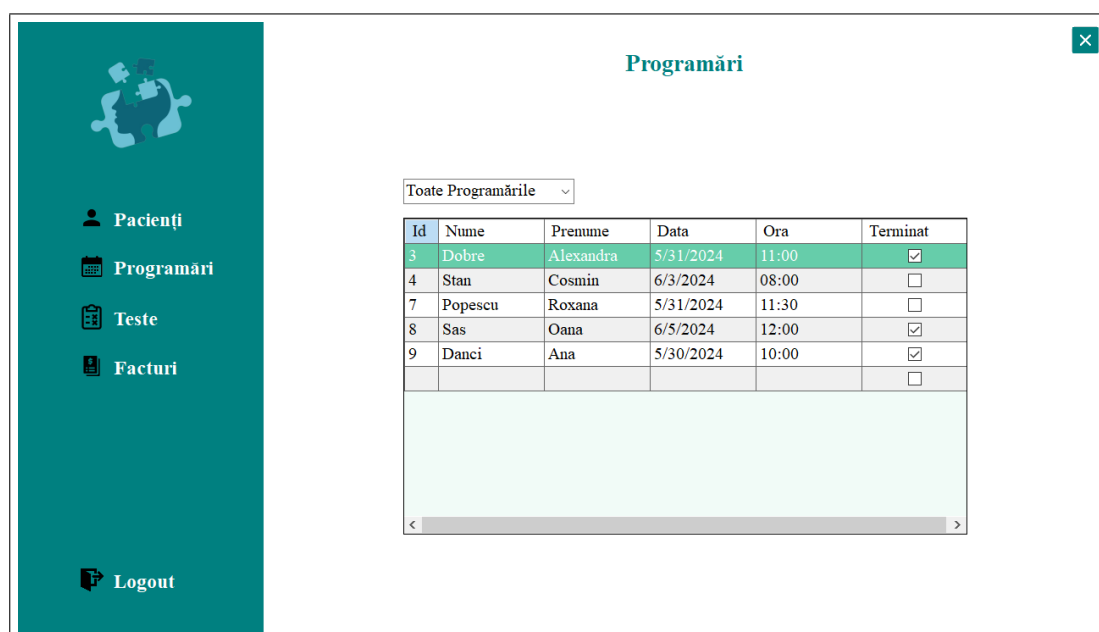 Programări
Pacienți
Programări
Teste
Facturi
Logout
Toate Programările
Id Nume Prenume Data Ora Terminat
3 Dobre Alexandra 5/31/2024 11:00
4 Stan Cosmin 6/3/2024 08:00
7 Popescu Roxana 5/31/2024 11:30
8 Sas Oana 6/5/2024 12:00
9 Danci Ana 5/30/2024 10:00